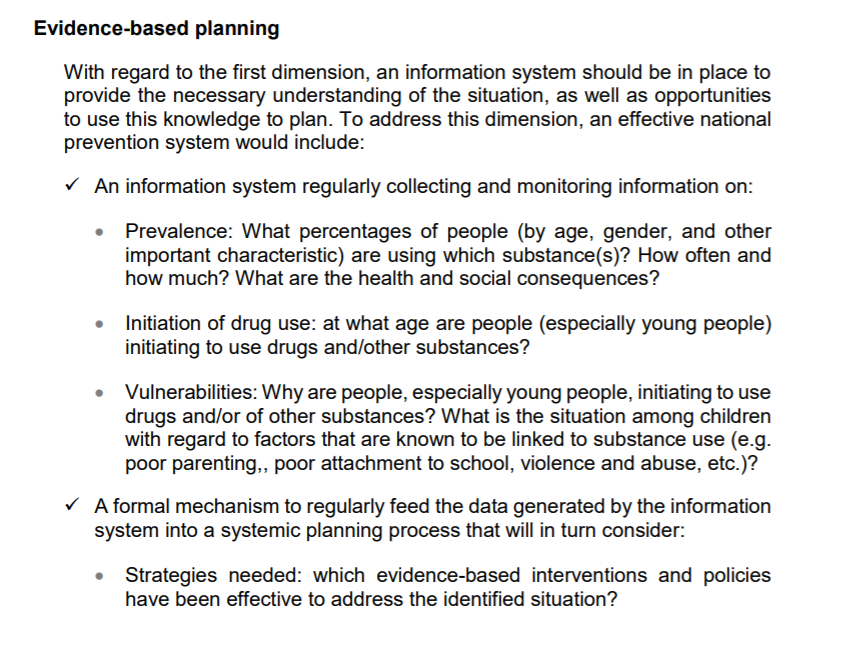 Evidence-based planning
With regard to the first dimension, an information system should be in place to
provide the necessary understanding of the situation, as well as opportunities
to use this knowledge to plan. To address this dimension, an effective national
prevention system would include:
✓ An information system regularly collecting and monitoring information on:
• Prevalence: What percentages of people (by age, gender, and other
important characteristic) are using which substance(s)? How often and
how much? What are the health and social consequences?
• Initiation of drug use: at what age are people (especially young people)
initiating to use drugs and/other substances?
• Vulnerabilities: Why are people, especially young people, initiating to use
drugs and/or of other substances? What is the situation among children
with regard to factors that are known to be linked to substance use (e.g.
poor parenting,, poor attachment to school, violence and abuse, etc.)?
✓ A formal mechanism to regularly feed the data generated by the information
system into a systemic planning process that will in turn consider:
• Strategies needed: which evidence-based interventions and policies
have been effective to address the identified situation?